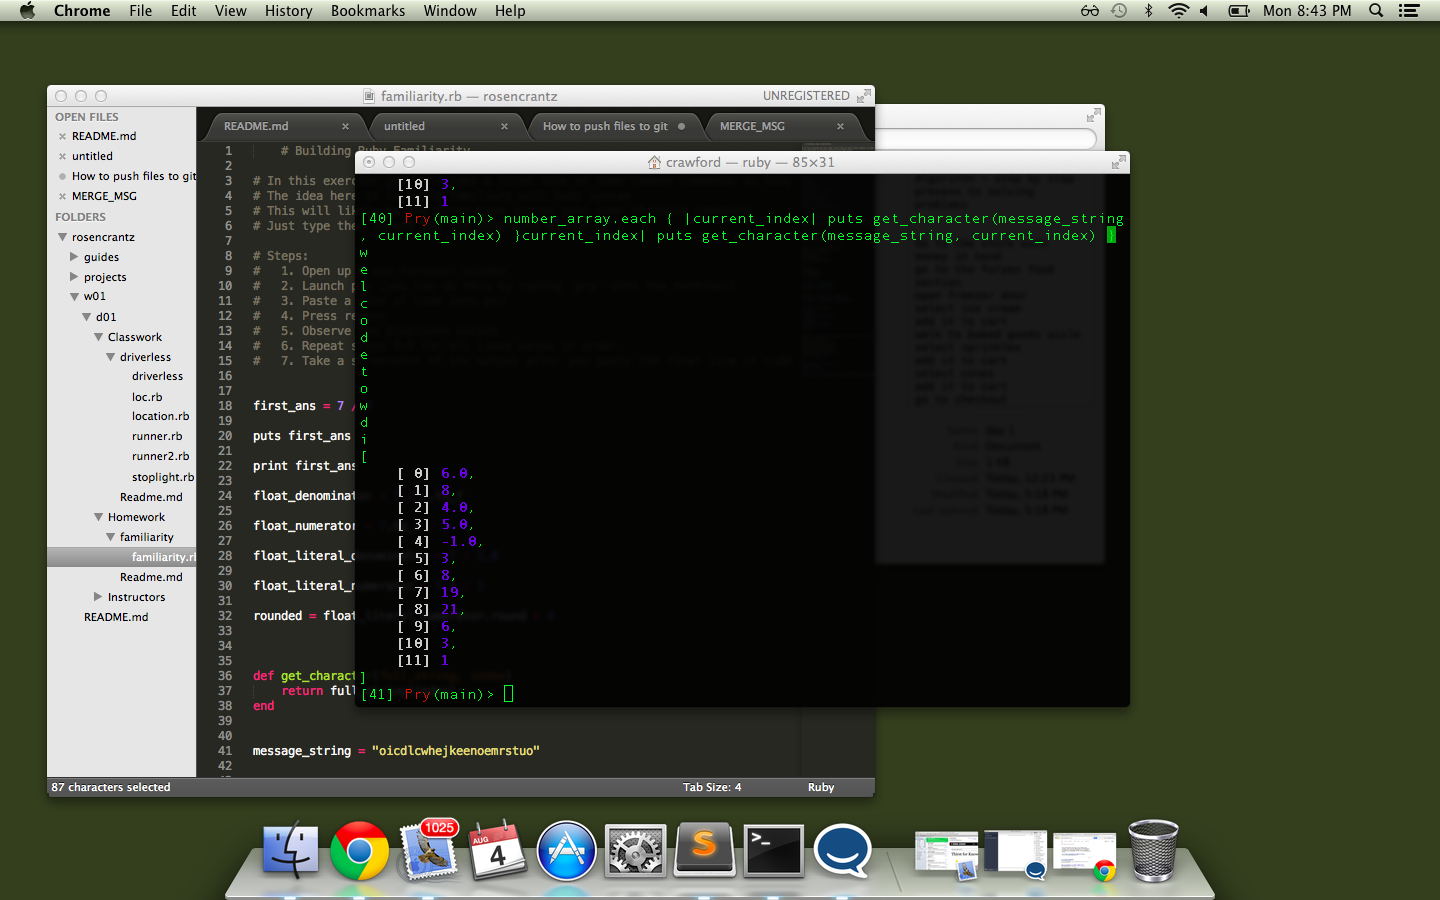 Chrome File Edit View History Bookmarks Window Help
Mon 8:43 PM
familiarity.rb — rosencrantz
UNREGISTERED
OPEN FILES
README.md
untitled
How to push files to git
MERGE_MSG
FOLDERS
rosencrantz
guides
projects
w01
d01
Classwork
driverless
driverless
loc.rb
location.rb
runner.rb
runner2.rb
stoplight.rb
Readme.md
Homework
familiarity
familiarity.rl
Readme.md
Instructors
README.md
README.md
untitled
How to push files to git
MERGE_MSG
1 # Building Ruby Familiarity
2
3 # In this exer
4 # The idea here
5 # This will lik
6 # Just type the
7
8 # Steps:
9 # 1. Open up
10 # 2. Launch p
11 # 3. Paste a
12 # 4. Press re
13 # 5. Observe
14 # 6. Repeat s
15 # 7. Take a s
16
17
18 first_ans = 7 /
19
20 puts first_ans
21
22 print first_ans
23
24 float_denominat
25
26 float_numerator
27
28 float_literal_d
29
30 float_literal_n
31
32 rounded = float_
33
34
35
36 def get_charact
37 return full
38 end
39
40
41 message_string = "oicdlcwhejkeenoemrstuo"
42
87 characters selected
Tab Size: 4
Ruby
crawford — ruby — 85×31
[10] 3,
[11] 1
[40] Pry(main)> number_array.each { |current_index| puts get_character(message_string
, current_index) }current_index| puts get_character(message_string, current_index) }
w
e
l
c
o
d
e
t
o
w
d
i
[
[ 0] 6.0,
[ 1] 8,
[ 2] 4.0,
[ 3] 5.0,
[ 4] -1.0,
[ 5] 3,
[ 6] 8,
[ 7] 19,
[ 8] 21,
[ 9] 6,
[10] 3,
[11] 1
]
[41] Pry(main)>
1025
AUG
4
S
>_